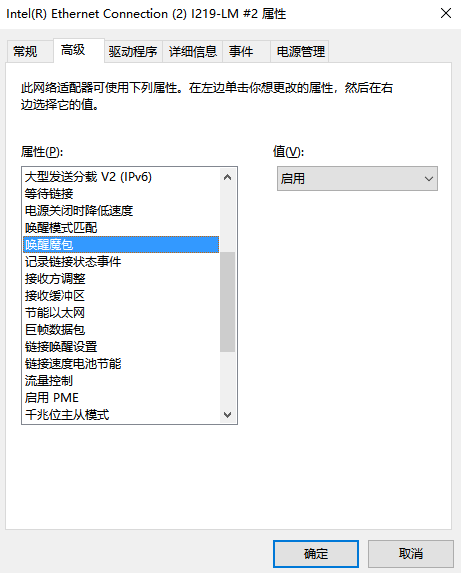 Intel(R) Ethernet Connection (2) I219-LM #2 属性
常规 高级 驱动程序 详细信息 事件 电源管理
此网络适配器可使用下列属性。在左边单击你想更改的属性，然后在右
边选择它的值。
属性(P): 值(V):
大型发送分载 V2 (IPv6) 启用
等待链接
电源关闭时降低速度
唤醒模式匹配
唤醒魔包
记录链接状态事件
接收方调整
接收缓冲区
节能以太网
巨帧数据包
链接唤醒设置
链接速度电池节能
流量控制
启用 PME
千兆位主从模式
确定 取消